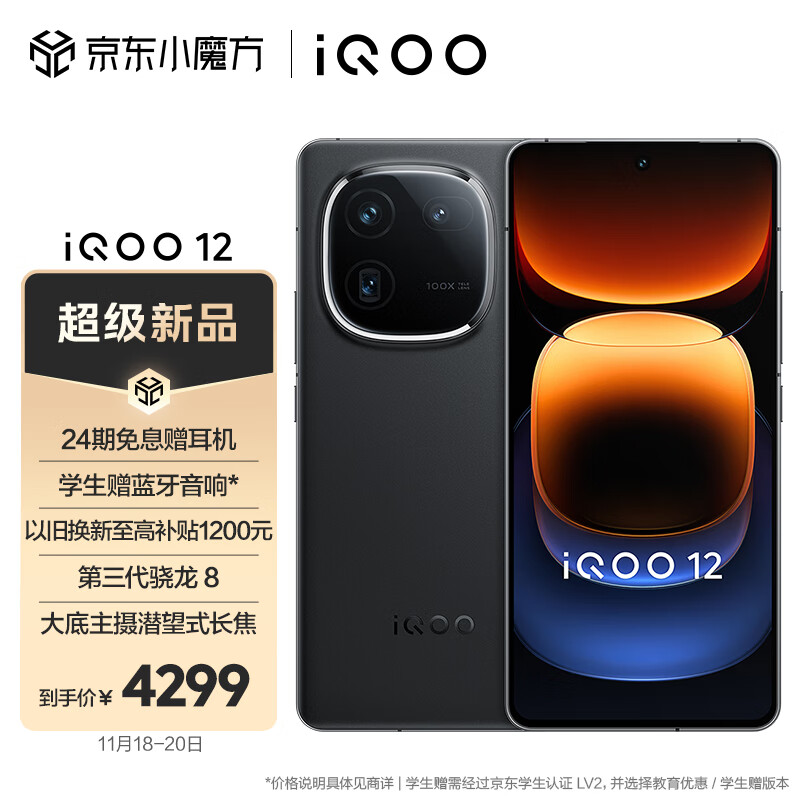 京东小魔方 | iQOO
iQOO 12
超级新品
24期免息赠耳机
学生赠蓝牙音响*
以旧换新至高补贴1200元
第三代骁龙 8
大底主摄潜望式长焦
到手价¥ 4299
11月18-20日
100X TELE LENS
iQOO
iQOO 12
*价格说明具体见商详 | 学生赠需经过京东学生认证 LV2, 并选择教育优惠 / 学生赠版本